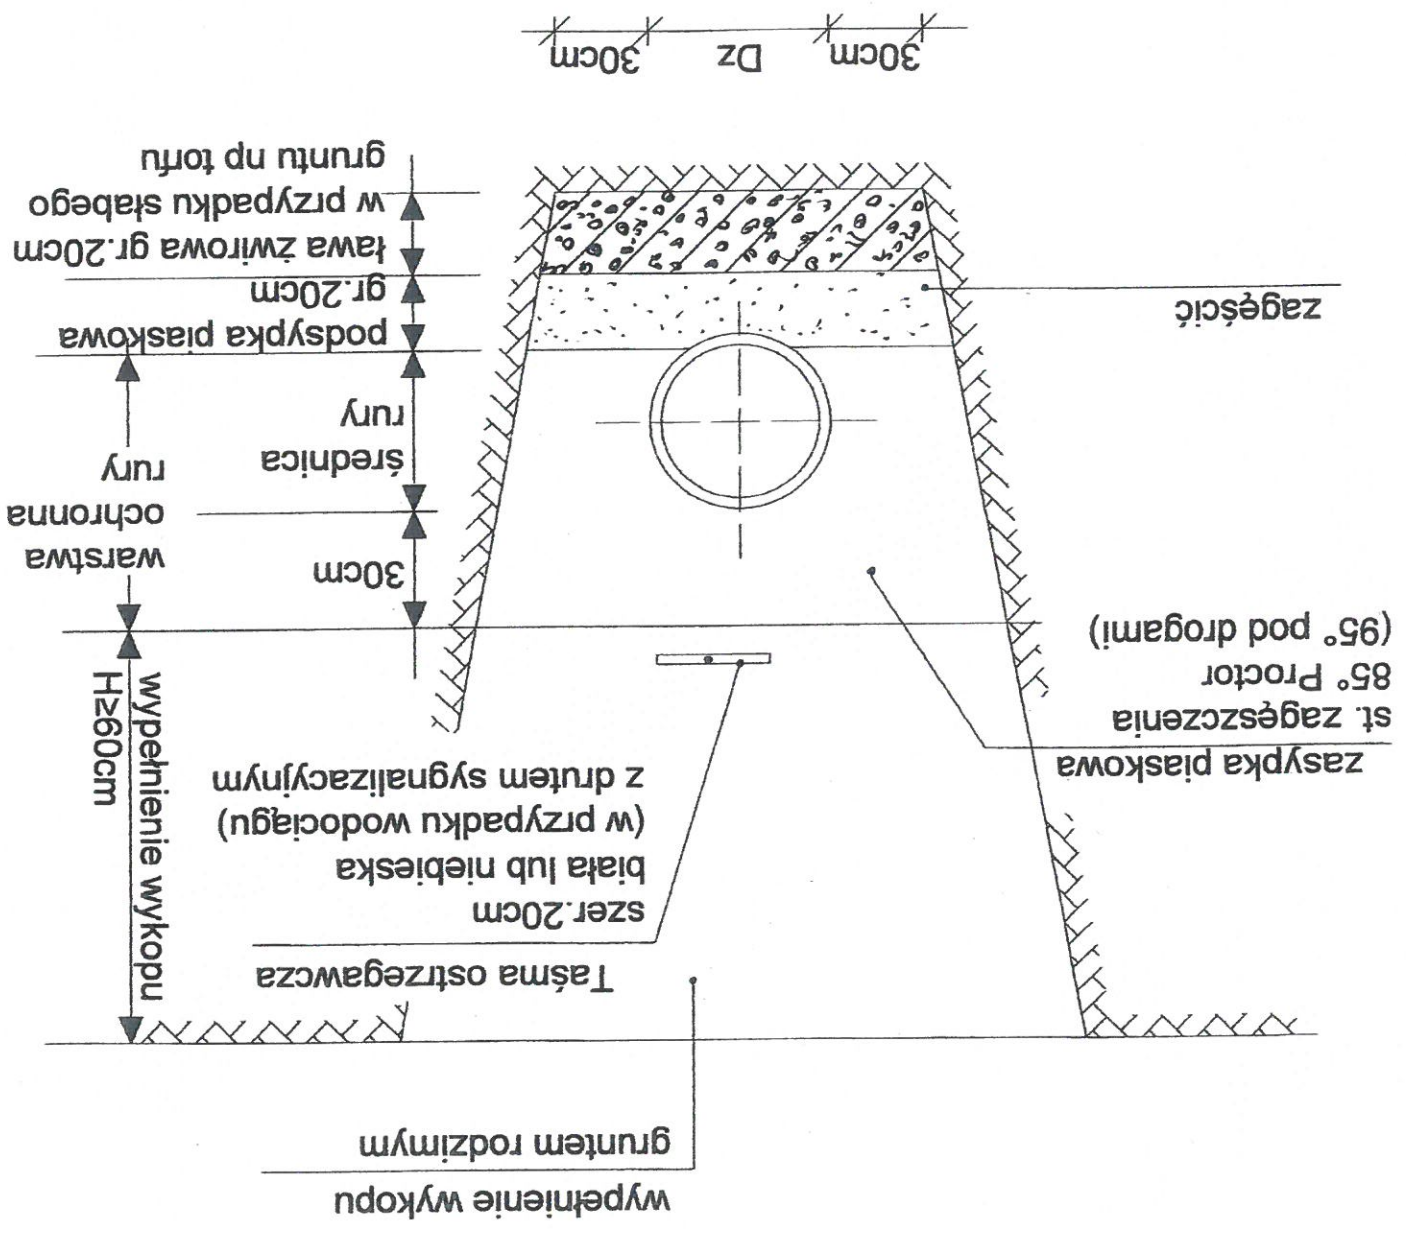 wypełnienie wykopu
gruntem rodzimym
Taśma ostrzegawcza
szer.20cm
biała lub niebieska
(w przypadku wodociągu)
z drutem sygnalizacyjnym
wypełnienie wykopu
H≥60cm
zasypka piaskowa
st. zagęszczenia
85° Proctor
(95° pod drogami)
warstwa
ochronna
rury
30cm
średnica
rury
zagęścić
podsypka piaskowa
gr.20cm
ława żwirowa gr.20cm
w przypadku słabego
gruntu np torfu
30cm
Dz
30cm